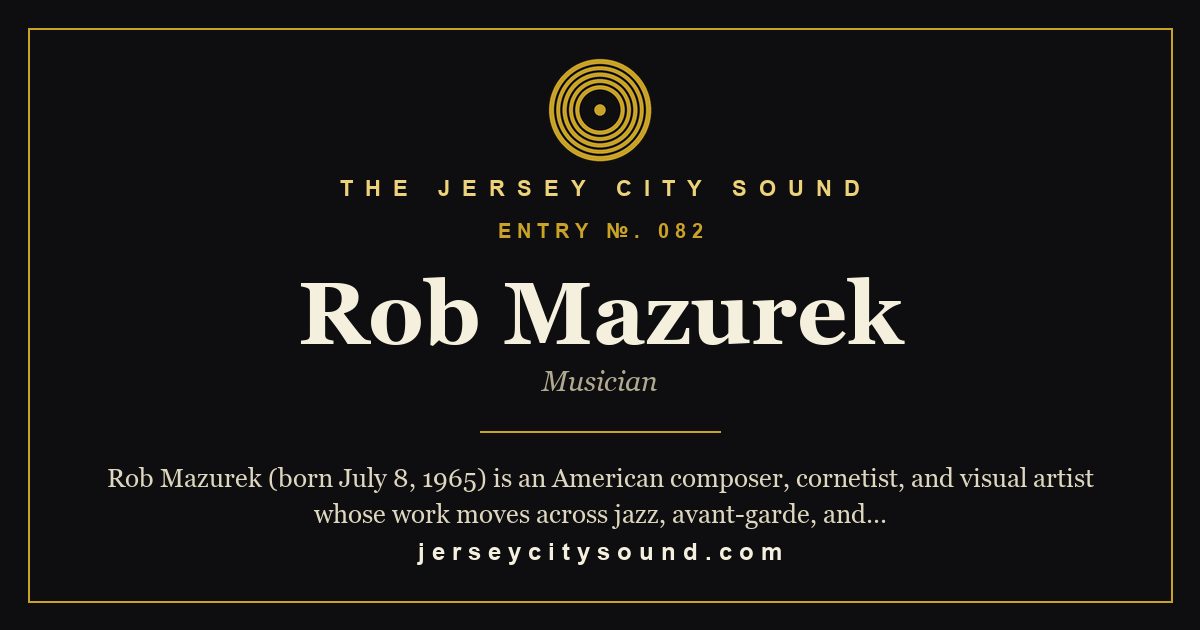 THE JERSEY CITY SOUND
ENTRY №. 082
Rob Mazurek
Musician
Rob Mazurek (born July 8, 1965) is an American composer, cornetist, and visual artist
whose work moves across jazz, avant-garde, and...
jerseycitysound.com